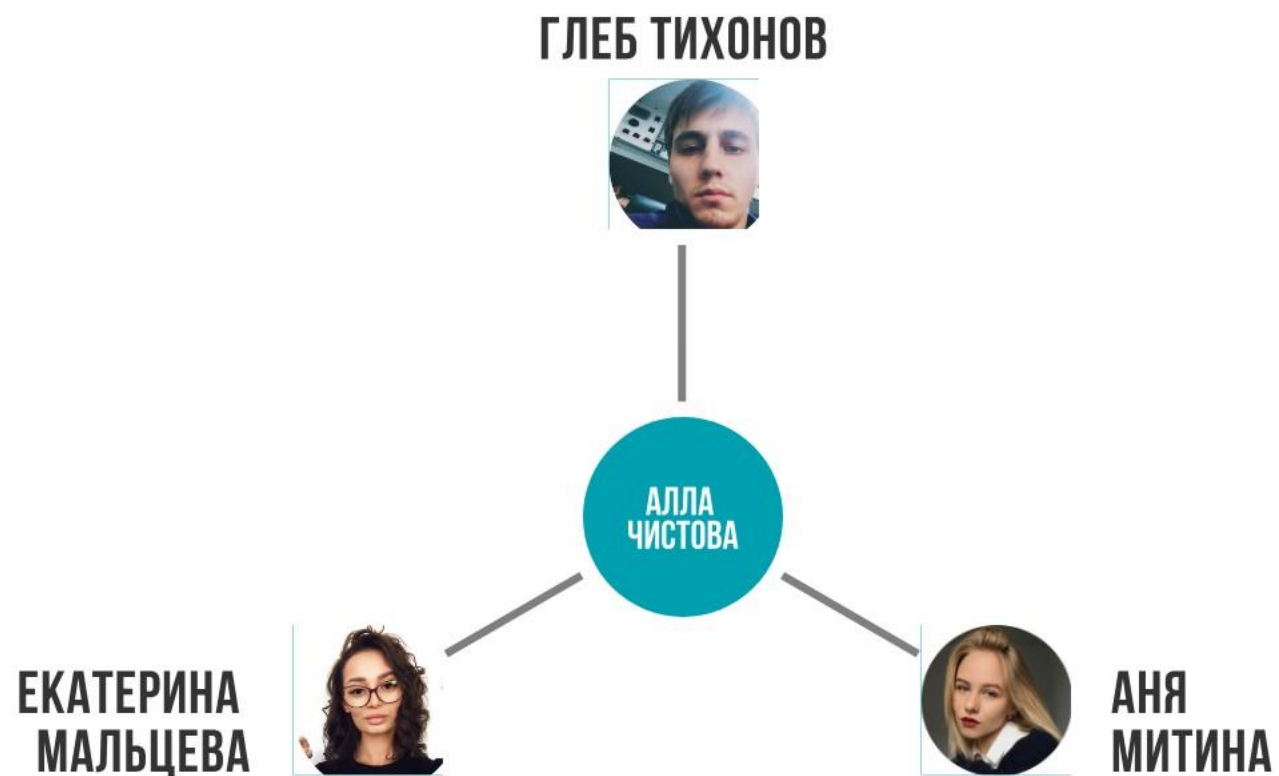 ГЛЕБ ТИХОНОВ
АЛЛА
ЧИСТОВА
ЕКАТЕРИНА
МАЛЬЦЕВА
АНЯ
МИТИНА